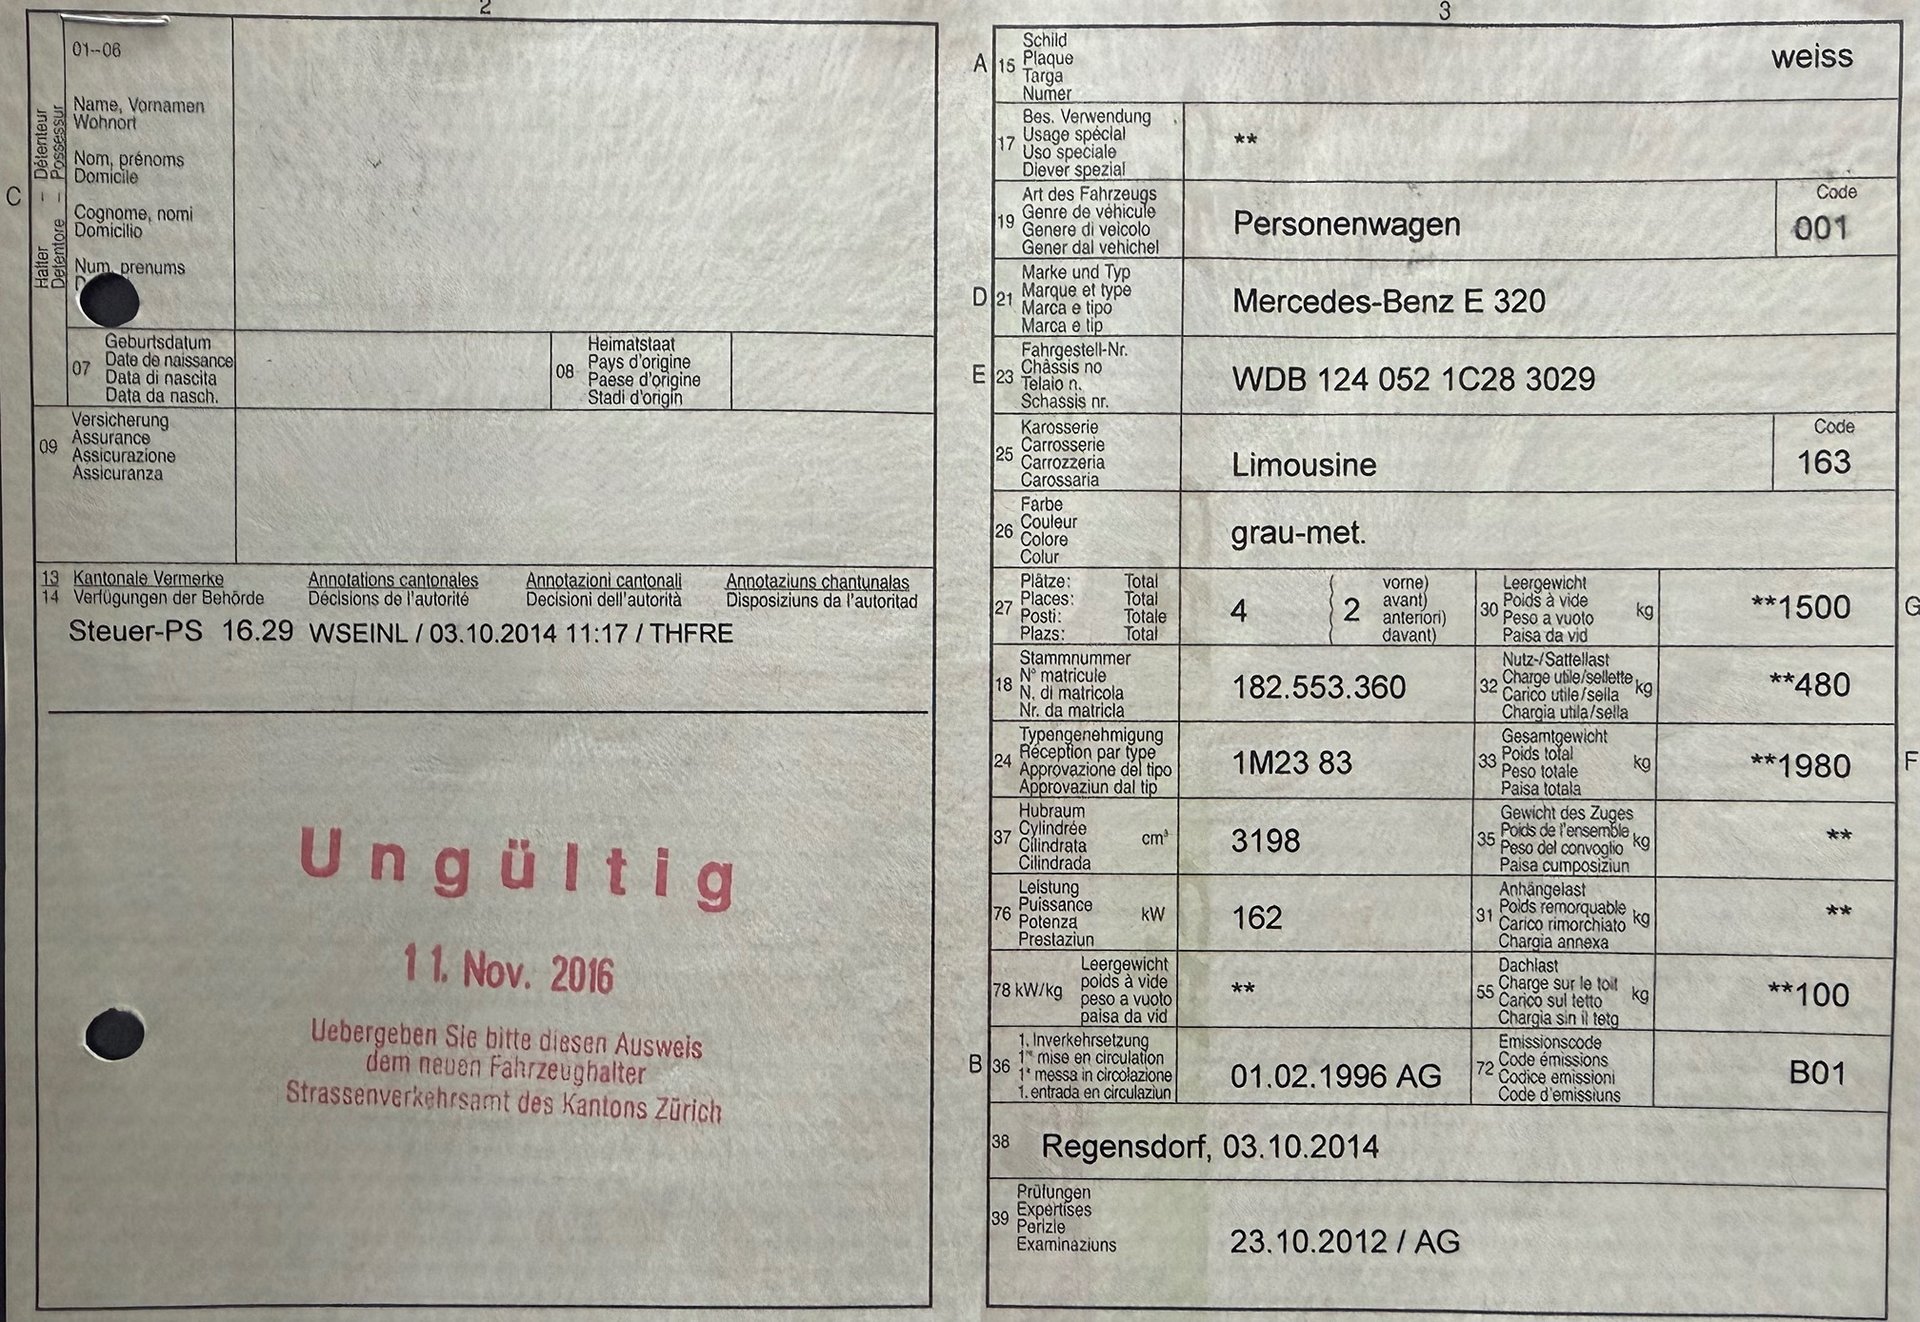 2
01--06
Name, Vornamen
Wohnort
Nom, prénoms
Domicile
Cognome, nomi
Domicilio
Num, prenums
D
C
Halter – Détenteur
Detentore – Possessur
07
Geburtsdatum
Date de naissance
Data di nascita
Data da nasch.
08
Heimatstaat
Pays d'origine
Paese d'origine
Stadi d'origin
09
Versicherung
Assurance
Assicurazione
Assicuranza
13 Kantonale Vermerke Annotations cantonales Annotazioni cantonali Annotaziuns chantunalas
14 Verfügungen der Behörde Décisions de l'autorité Decisioni dell'autorità Disposiziuns da l'autoritad
Steuer-PS 16.29 WSEINL / 03.10.2014 11:17 / THFRE
Ungültig
11. Nov. 2016
Uebergeben Sie bitte diesen Ausweis
dem neuen Fahrzeughalter
Strassenverkehrsamt des Kantons Zürich
3
A 15
Schild
Plaque
Targa
Numer
weiss
17
Bes. Verwendung
Usage spécial
Uso speciale
Diever spezial
**
19
Art des Fahrzeugs
Genre de véhicule
Genere di veicolo
Gener dal vehichel
Personenwagen
Code
001
D 21
Marke und Typ
Marque et type
Marca e tipo
Marca e tip
Mercedes-Benz E 320
E 23
Fahrgestell-Nr.
Châssis no
Telaio n.
Schassis nr.
WDB 124 052 1C28 3029
25
Karosserie
Carrosserie
Carrozzeria
Carossaria
Limousine
Code
163
26
Farbe
Couleur
Colore
Colur
grau-met.
27
Plätze: Total
Places: Total
Posti: Totale
Plazs: Total
4
( 2
vorne)
avant)
anteriori)
davant)
30
Leergewicht
Poids à vide
Peso a vuoto
Paisa da vid
kg
**1500
G
18
Stammnummer
N° matricule
N. di matricola
Nr. da matricla
182.553.360
32
Nutz-/Sattellast
Charge utile/sellette
Carico utile/sella
Chargia utila/sella
kg
**480
24
Typengenehmigung
Réception par type
Approvazione del tipo
Approvaziun dal tip
1M23 83
33
Gesamtgewicht
Poids total
Peso totale
Paisa totala
kg
**1980
F
37
Hubraum
Cylindrée
Cilindrata
Cilindrada
cm³
3198
35
Gewicht des Zuges
Poids de l'ensemble
Peso del convoglio
Paisa cumposiziun
kg
**
76
Leistung
Puissance
Potenza
Prestaziun
kW
162
31
Anhängelast
Poids remorquable
Carico rimorchiato
Chargia annexa
kg
**
78 kW/kg
Leergewicht
poids à vide
peso a vuoto
paisa da vid
**
55
Dachlast
Charge sur le toit
Carico sul tetto
Chargia sin il tetg
kg
**100
B 36
1. Inverkehrsetzung
1re mise en circulation
1a messa in circolazione
1. entrada en circulaziun
01.02.1996 AG
72
Emissionscode
Code émissions
Codice emissioni
Code d'emissiuns
B01
38
Regensdorf, 03.10.2014
39
Prüfungen
Expertises
Perizie
Examinaziuns
23.10.2012 / AG